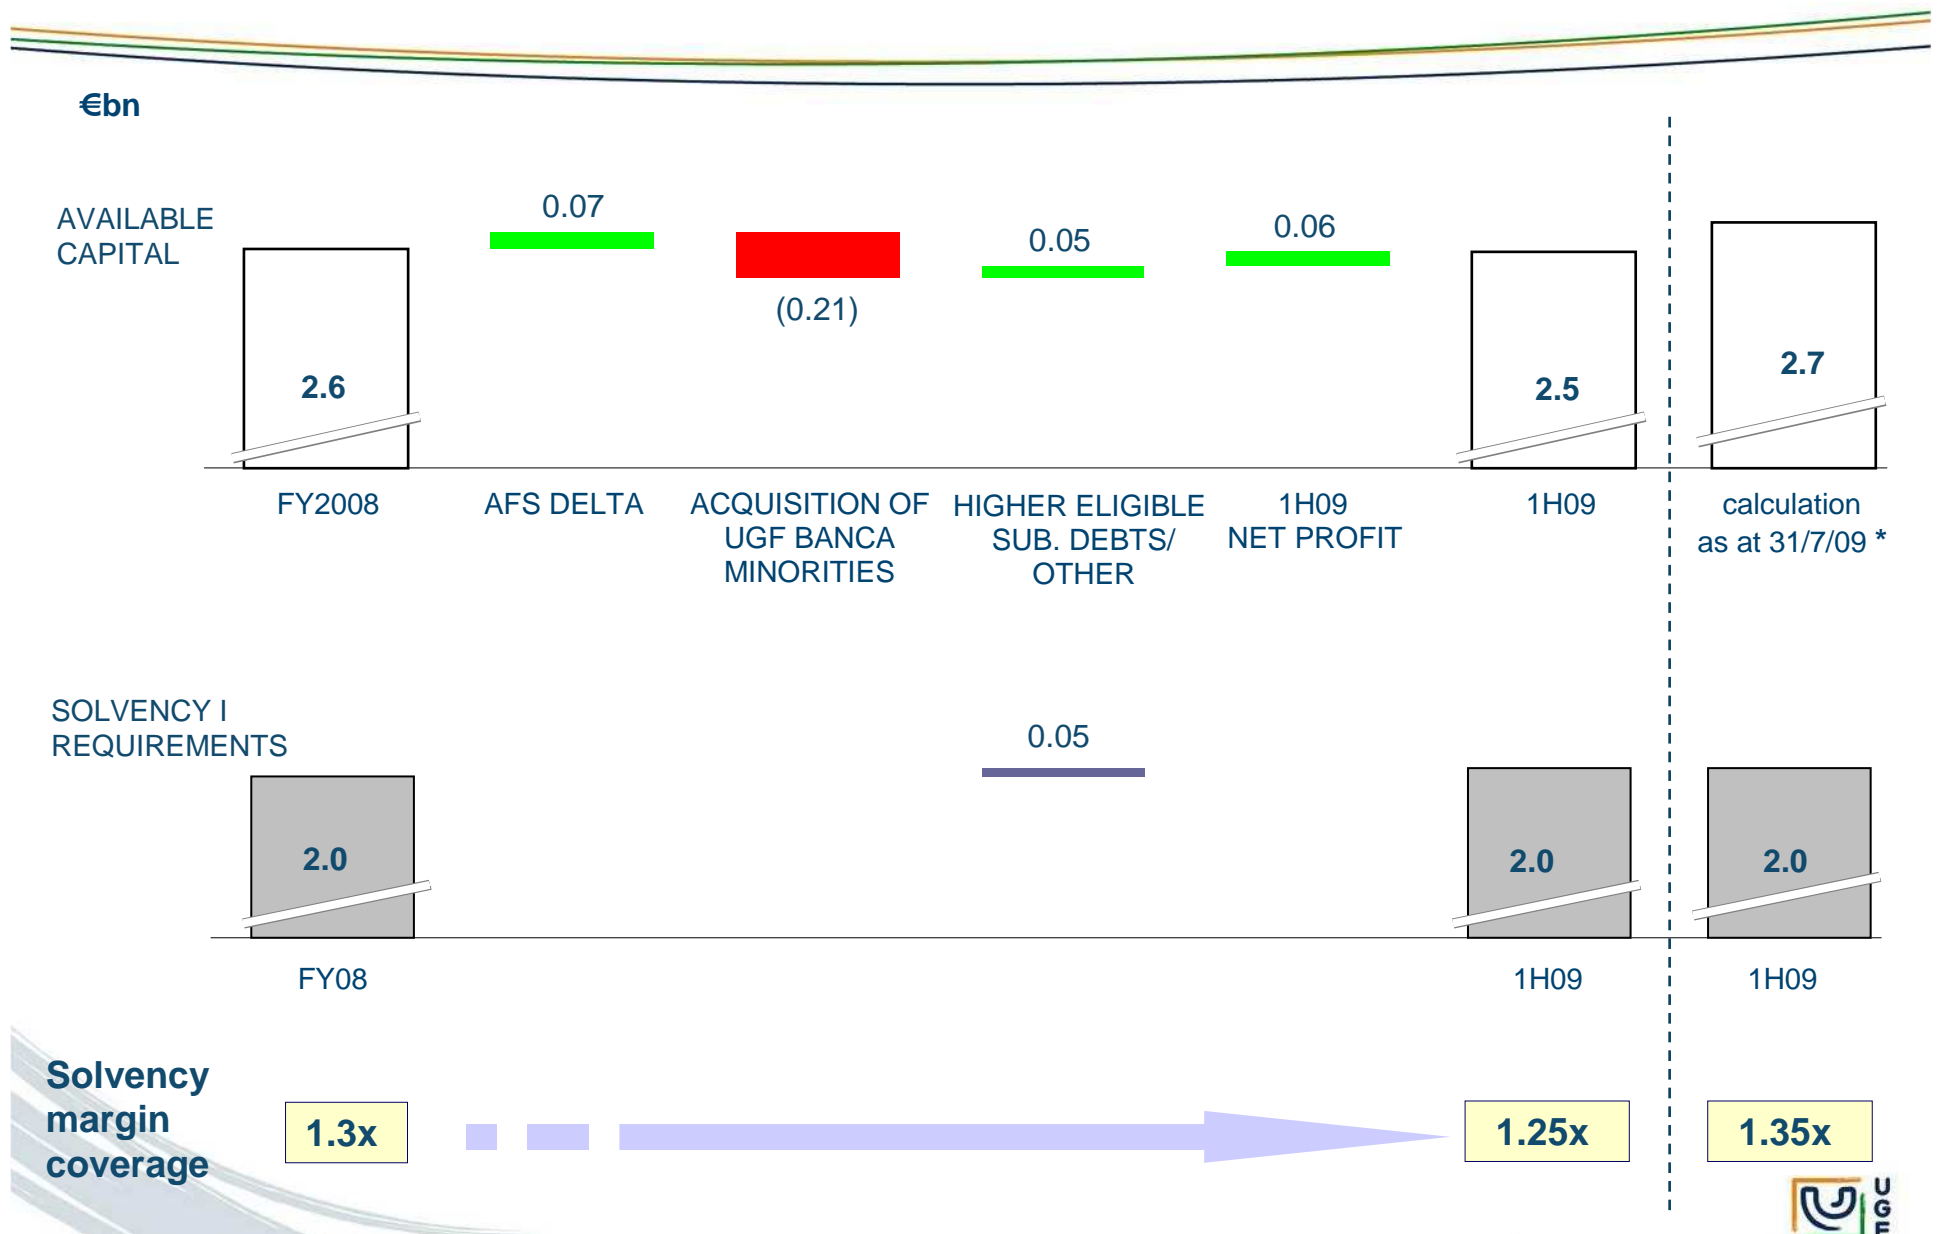 €bn
AVAILABLE
CAPITAL
0.07
(0.21)
0.05
0.06
2.6
2.5
2.7
FY2008
AFS DELTA
ACQUISITION OF
UGF BANCA
MINORITIES
HIGHER ELIGIBLE
SUB. DEBTS/
OTHER
1H09
NET PROFIT
1H09
calculation
as at 31/7/09 *
SOLVENCY I
REQUIREMENTS
0.05
2.0
2.0
2.0
FY08
1H09
1H09
Solvency
margin
coverage
1.3x
1.25x
1.35x
UGF